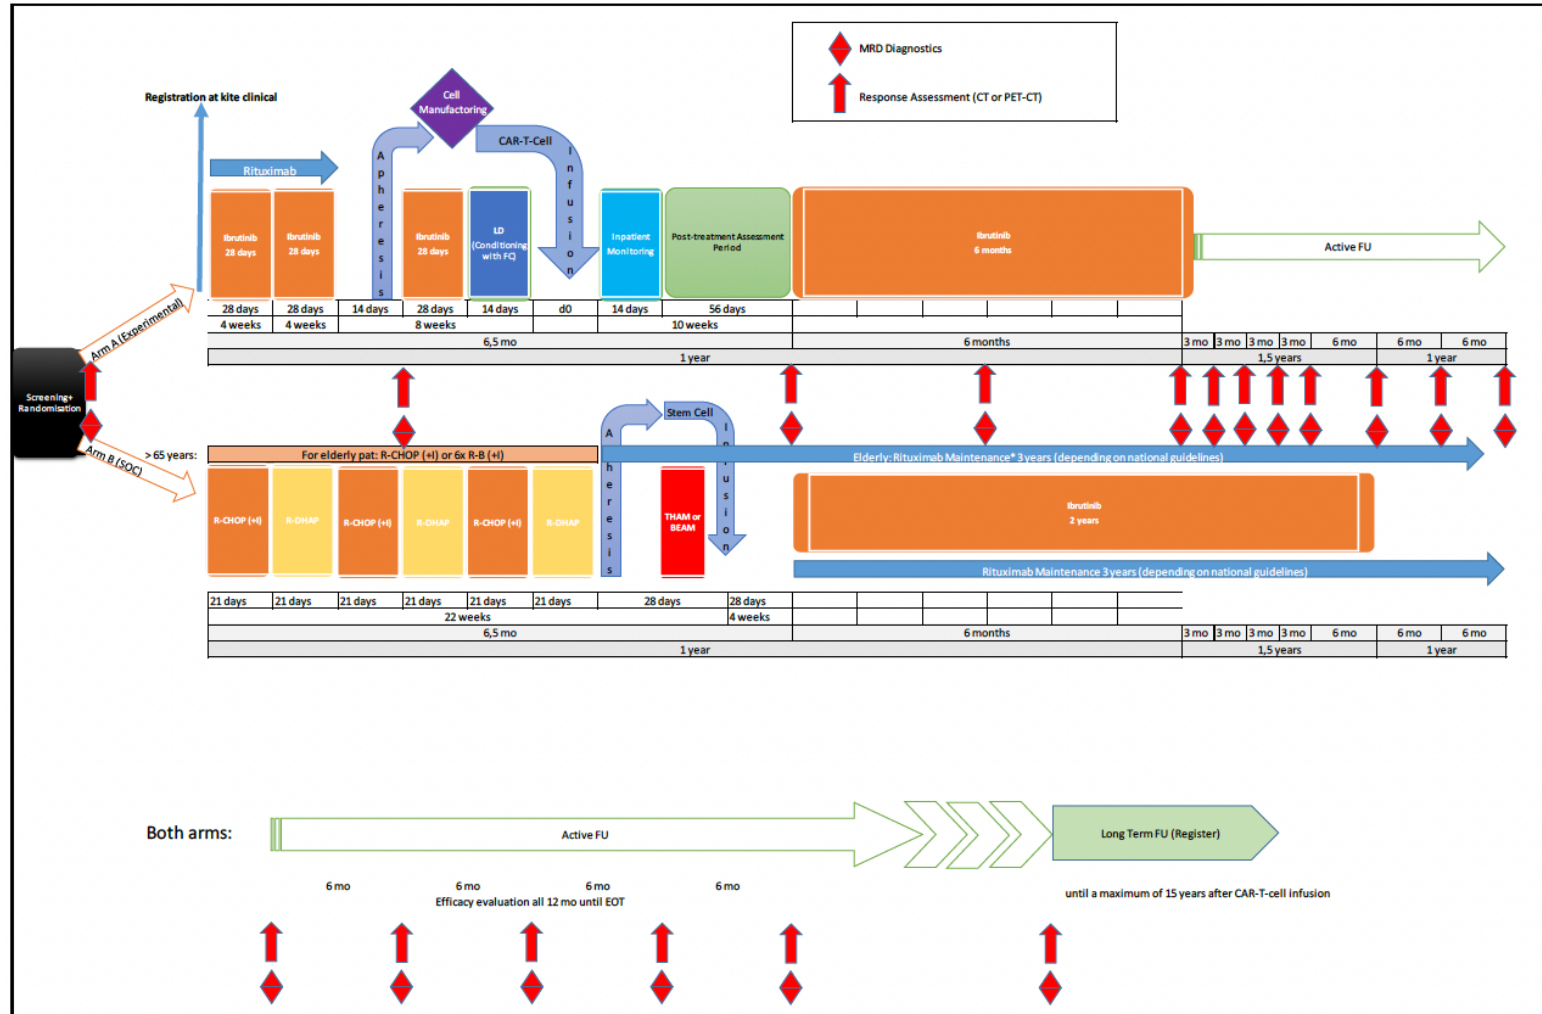 MRD Diagnostics
Response Assessment (CT or PET-CT)
Registration at kite clinical
Cell
Manufactoring
CAR-T-Cell
Infusion
Apheresis
Rituximab
Ibrutinib
28 days
Ibrutinib
28 days
Ibrutinib
28 days
LD
(Conditioning
with FC)
Inpatient
Monitoring
Post-treatment Assessment
Period
Ibrutinib
6 months
Active FU
28 days 28 days 14 days 28 days 14 days d0 14 days 56 days
4 weeks 4 weeks 8 weeks 10 weeks
6,5 mo 6 months 3 mo 3 mo 3 mo 3 mo 6 mo 6 mo 6 mo
1 year 1,5 years 1 year
Arm A (Experimental)
Screening+
Randomisation
Arm B (SOC)
Stem Cell
Infusion
Apheresis
> 65 years:
For elderly pat: R-CHOP (+I) or 6x R-B (+I)
Elderly: Rituximab Maintenance* 3 years (depending on national guidelines)
R-CHOP (+I)
R-DHAP
R-CHOP (+I)
R-DHAP
R-CHOP (+I)
R-DHAP
THAM or
BEAM
Ibrutinib
2 years
Rituximab Maintenance 3 years (depending on national guidelines)
21 days 21 days 21 days 21 days 21 days 21 days 28 days 28 days
22 weeks 4 weeks
6,5 mo 6 months 3 mo 3 mo 3 mo 3 mo 6 mo 6 mo 6 mo
1 year 1,5 years 1 year
Both arms:
Active FU
Long Term FU (Register)
6 mo 6 mo 6 mo 6 mo
Efficacy evaluation all 12 mo until EOT
until a maximum of 15 years after CAR-T-cell infusion